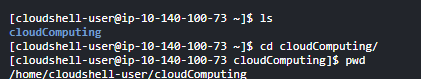 [cloudshell-user@ip-10-140-100-73 ~]$ ls
cloudComputing
[cloudshell-user@ip-10-140-100-73 ~]$ cd cloudComputing/
[cloudshell-user@ip-10-140-100-73 cloudComputing]$ pwd
/home/cloudshell-user/cloudComputing